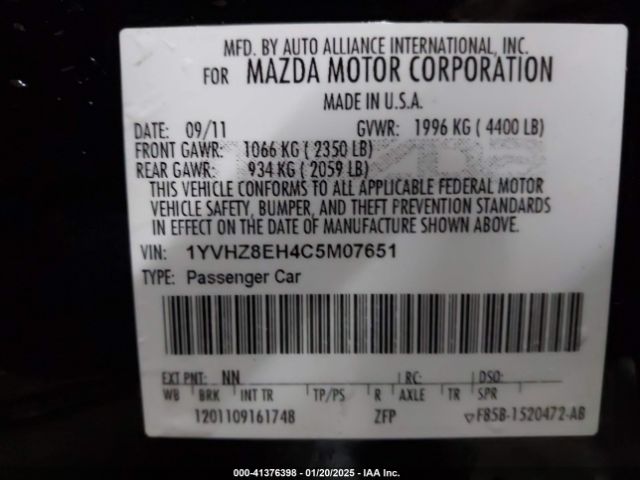 MFD. BY AUTO ALLIANCE INTERNATIONAL, INC.
FOR MAZDA MOTOR CORPORATION
MADE IN U.S.A.
DATE: 09/11 GVWR: 1996 KG ( 4400 LB)
FRONT GAWR: 1066 KG ( 2350 LB)
REAR GAWR: 934 KG ( 2059 LB)
THIS VEHICLE CONFORMS TO ALL APPLICABLE FEDERAL MOTOR
VEHICLE SAFETY, BUMPER, AND THEFT PREVENTION STANDARDS
IN EFFECT ON THE DATE OF MANUFACTURE SHOWN ABOVE.
VIN: 1YVHZ8EH4C5M07651
TYPE: Passenger Car
EXT PNT: NN RC: DSO:
WB BRK INT TR TP/PS R AXLE TR SPR
12011091617​48 ZFP ▽F85B-1520472-AB
000-41376398 - 01/20/2025 - IAA Inc.